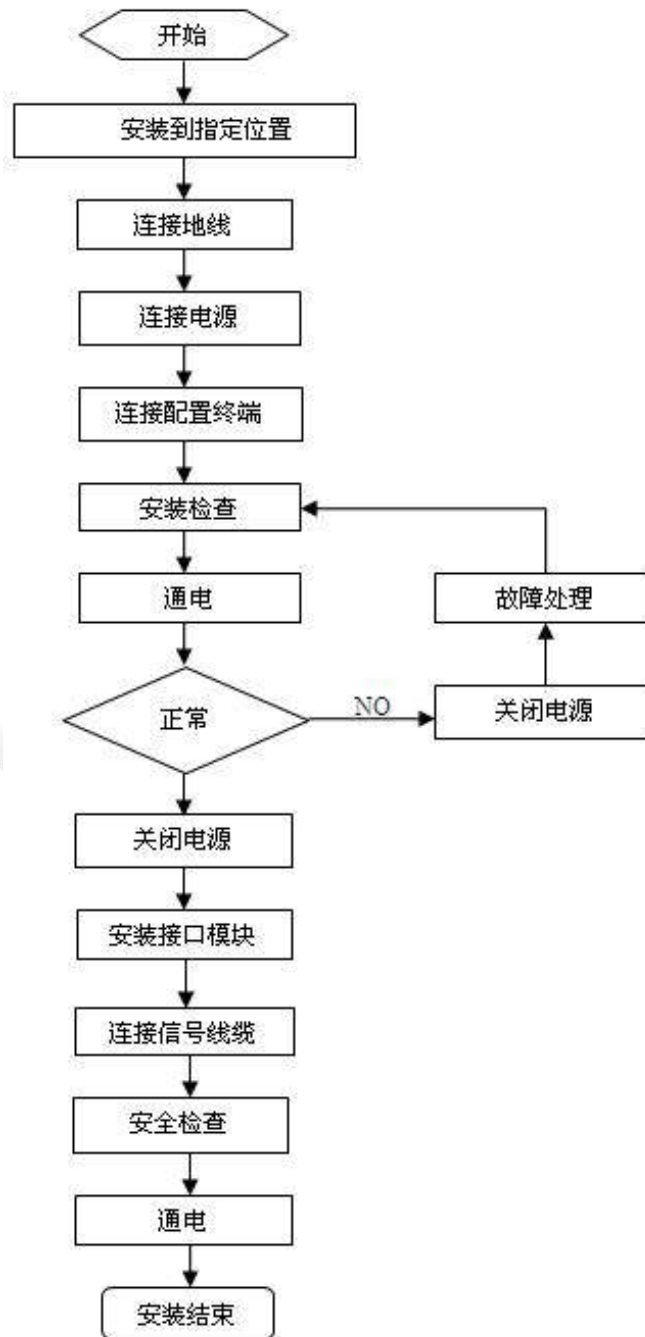 开始
安装到指定位置
连接地线
连接电源
连接配置终端
安装检查
通电
故障处理
正常
NO
关闭电源
关闭电源
安装接口模块
连接信号线缆
安全检查
通电
安装结束